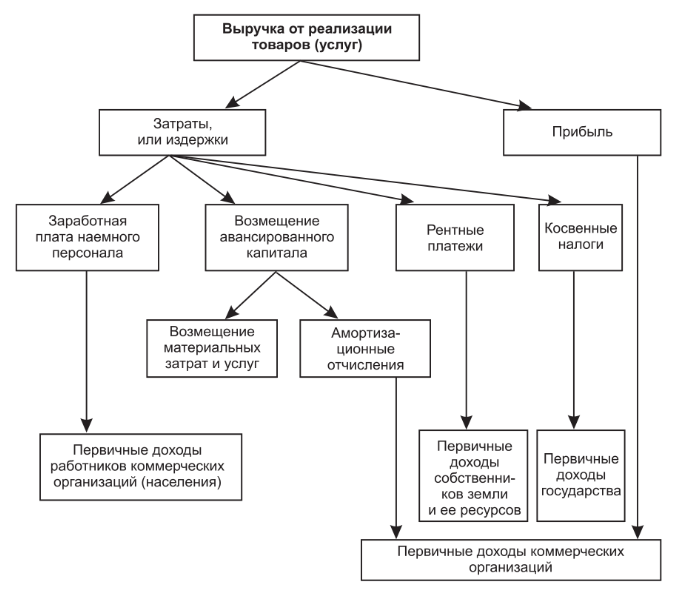 Выручка от реализации
товаров (услуг)
Затраты,
или издержки
Прибыль
Заработная
плата наемного
персонала
Возмещение
авансированного
капитала
Рентные
платежи
Косвенные
налоги
Возмещение
материальных
затрат и услуг
Амортиза-
ционные
отчисления
Первичные доходы
работников коммерческих
организаций (населения)
Первичные
доходы
собственни-
ков земли
и ее ресурсов
Первичные
доходы
государства
Первичные доходы коммерческих
организаций